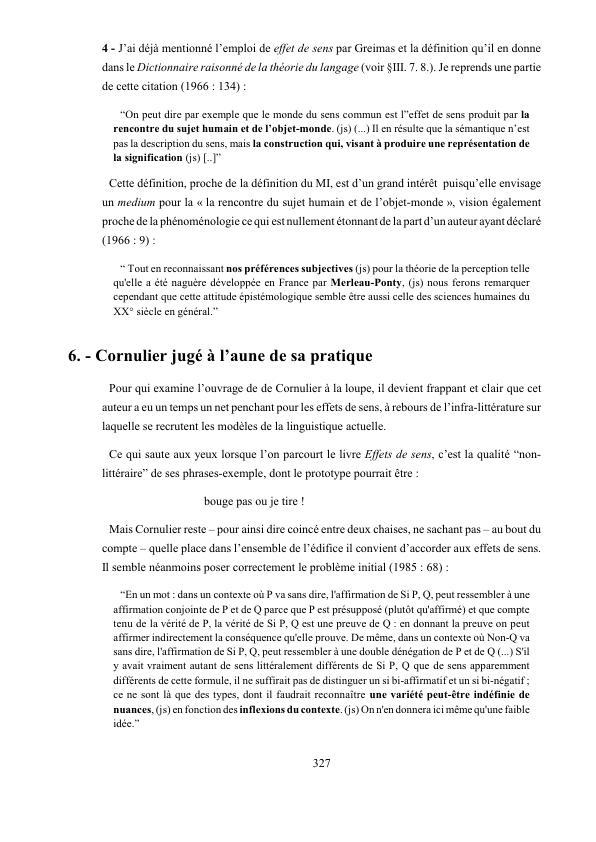 4 - J’ai déjà mentionné l’emploi de effet de sens par Greimas et la définition qu’il en donne
dans le Dictionnaire raisonné de la théorie du langage (voir §III. 7. 8.). Je reprends une partie
de cette citation (1966 : 134) :
“On peut dire par exemple que le monde du sens commun est l"effet de sens produit par la
rencontre du sujet humain et de l’objet-monde. (js) (...) Il en résulte que la sémantique n’est
pas la description du sens, mais la construction qui, visant à produire une représentation de
la signification (js) [..]”
Cette définition, proche de la définition du MI, est d’un grand intérêt puisqu’elle envisage
un medium pour la « la rencontre du sujet humain et de l’objet-monde », vision également
proche de la phénoménologie ce qui est nullement étonnant de la part d’un auteur ayant déclaré
(1966 : 9) :
“ Tout en reconnaissant nos préférences subjectives (js) pour la théorie de la perception telle
qu'elle a été naguère développée en France par Merleau-Ponty, (js) nous ferons remarquer
cependant que cette attitude épistémologique semble être aussi celle des sciences humaines du
XX° siècle en général.”
6. - Cornulier jugé à l’aune de sa pratique
Pour qui examine l’ouvrage de de Cornulier à la loupe, il devient frappant et clair que cet
auteur a eu un temps un net penchant pour les effets de sens, à rebours de l’infra-littérature sur
laquelle se recrutent les modèles de la linguistique actuelle.
Ce qui saute aux yeux lorsque l’on parcourt le livre Effets de sens, c’est la qualité “non-
littéraire” de ses phrases-exemple, dont le prototype pourrait être :
bouge pas ou je tire !
Mais Cornulier reste – pour ainsi dire coincé entre deux chaises, ne sachant pas – au bout du
compte – quelle place dans l’ensemble de l’édifice il convient d’accorder aux effets de sens.
Il semble néanmoins poser correctement le problème initial (1985 : 68) :
“En un mot : dans un contexte où P va sans dire, l'affirmation de Si P, Q, peut ressembler à une
affirmation conjointe de P et de Q parce que P est présupposé (plutôt qu'affirmé) et que compte
tenu de la vérité de P, la vérité de Si P, Q est une preuve de Q : en donnant la preuve on peut
affirmer indirectement la conséquence qu'elle prouve. De même, dans un contexte où Non-Q va
sans dire, l'affirmation de Si P, Q, peut ressembler à une double dénégation de P et de Q (...) S'il
y avait vraiment autant de sens littéralement différents de Si P, Q que de sens apparemment
différents de cette formule, il ne suffirait pas de distinguer un si bi-affirmatif et un si bi-négatif ;
ce ne sont là que des types, dont il faudrait reconnaître une variété peut-être indéfinie de
nuances, (js) en fonction des inflexions du contexte. (js) On n'en donnera ici même qu'une faible
idée.”
327